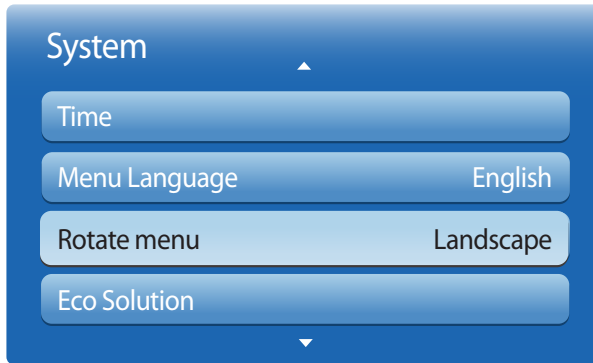 System
Time
Menu Language English
Rotate menu Landscape
Eco Solution